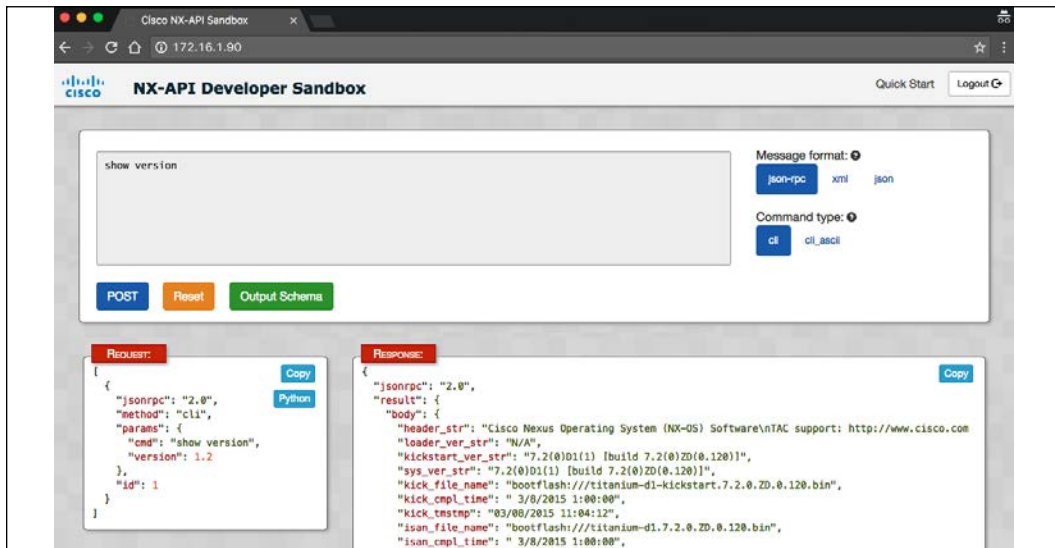 Cisco NX-API Sandbox
172.16.1.90
CISCO
NX-API Developer Sandbox
Quick Start
Logout
show version
Message format:
json-rpc xml json
Command type:
cli cli_ascii
POST Reset Output Schema
REQUEST:
Copy
Python
[
{
"jsonrpc": "2.0",
"method": "cli",
"params": {
"cmd": "show version",
"version": 1.2
},
"id": 1
}
]
RESPONSE:
Copy
{
"jsonrpc": "2.0",
"result": {
"body": {
"header_str": "Cisco Nexus Operating System (NX-OS) Software\nTAC support: http://www.cisco.com
"loader_ver_str": "N/A",
"kickstart_ver_str": "7.2(0)D1(1) [build 7.2(0)ZD(0.120)]",
"sys_ver_str": "7.2(0)D1(1) [build 7.2(0)ZD(0.120)]",
"kick_file_name": "bootflash:///titanium-d1-kickstart.7.2.0.ZD.0.120.bin",
"kick_cmpl_time": " 3/8/2015 1:00:00",
"kick_tmstmp": "03/08/2015 11:04:12",
"isan_file_name": "bootflash:///titanium-d1.7.2.0.ZD.0.120.bin",
"isan_cmpl_time": " 3/8/2015 1:00:00",